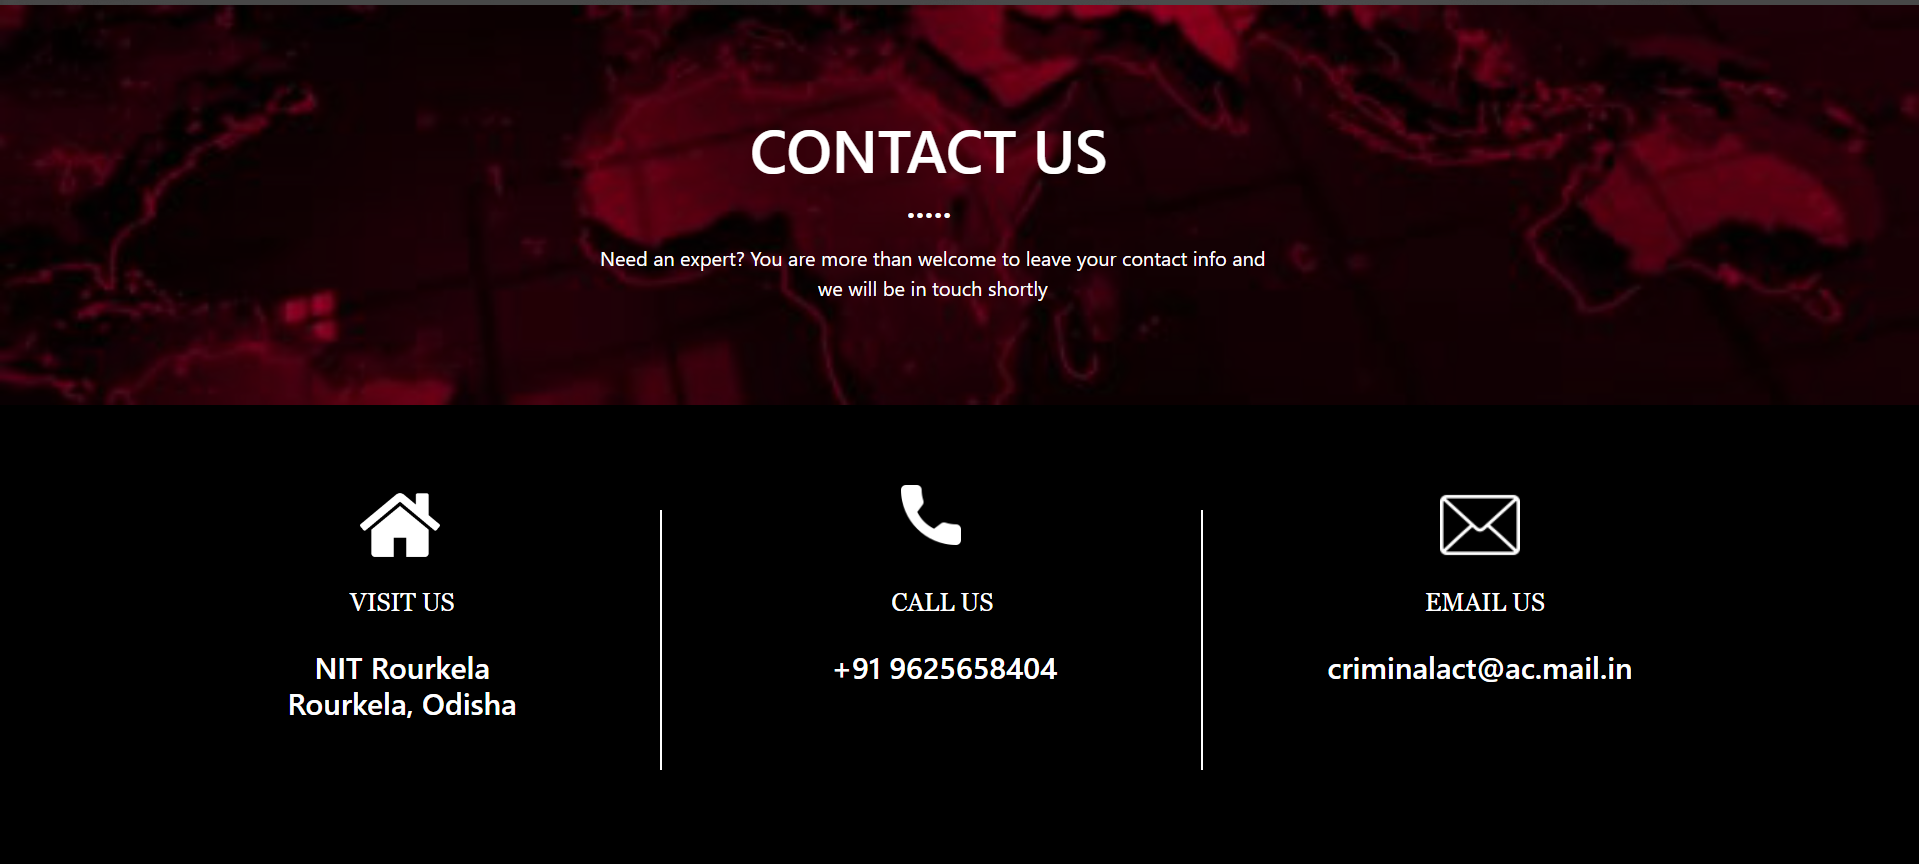 CONTACT US
Need an expert? You are more than welcome to leave your contact info and
we will be in touch shortly
VISIT US
NIT Rourkela
Rourkela, Odisha
CALL US
+91 9625658404
EMAIL US
criminalact@ac.mail.in